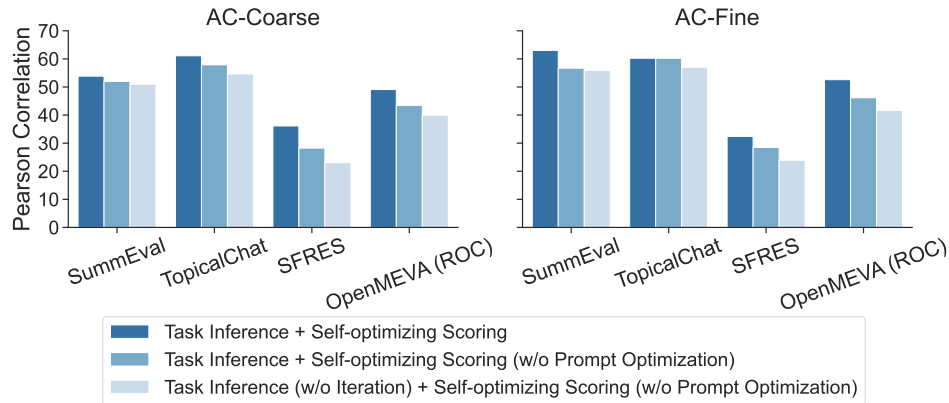 AC-Coarse
AC-Fine
Pearson Correlation
70
60
50
40
30
20
10
0
SummEval
TopicalChat
SFRES
OpenMEVA (ROC)
SummEval
TopicalChat
SFRES
OpenMEVA (ROC)
Task Inference + Self-optimizing Scoring
Task Inference + Self-optimizing Scoring (w/o Prompt Optimization)
Task Inference (w/o Iteration) + Self-optimizing Scoring (w/o Prompt Optimization)